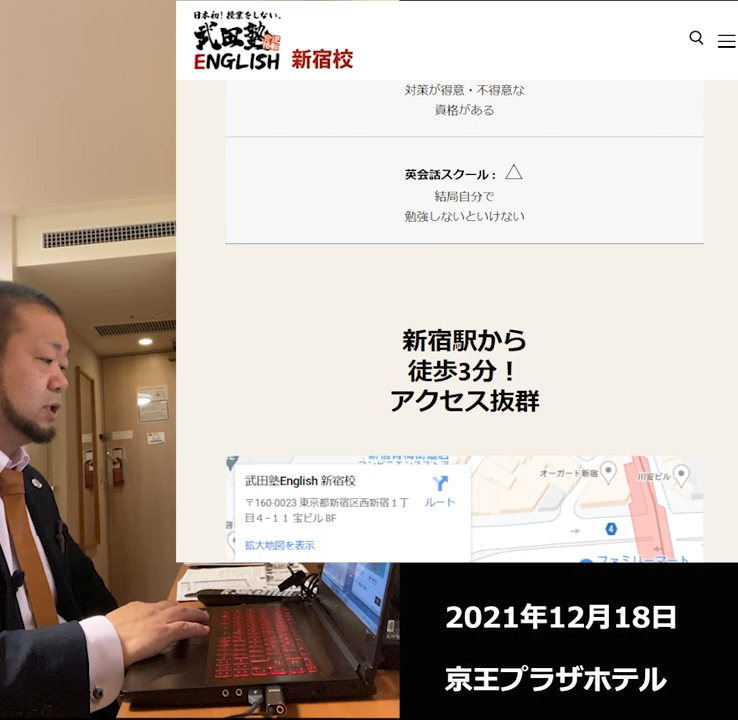 日本初！授業をしない。
武田塾
ENGLISH 新宿校
対策が得意・不得意な
資格がある
英会話スクール： △
結局自分で
勉強しないといけない
新宿駅から
徒歩3分！
アクセス抜群
武田塾English 新宿校
〒160-0023 東京都新宿区西新宿１丁
目４−１１ 宝ビル 8F
ルート
拡大地図を表示
オーガード新宿
川安ビル
4
ファミリーマート
2021年12月18日
京王プラザホテル